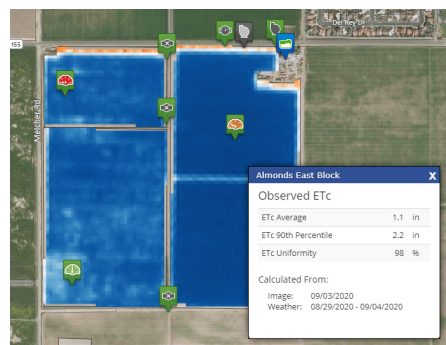 Del Rey Dr
155
Melcher Rd
Almonds East Block X
Observed ETc
ETc Average 1.1 in
ETc 90th Percentile 2.2 in
ETc Uniformity 98 %
Calculated From:
Image: 09/03/2020
Weather: 08/29/2020 - 09/04/2020